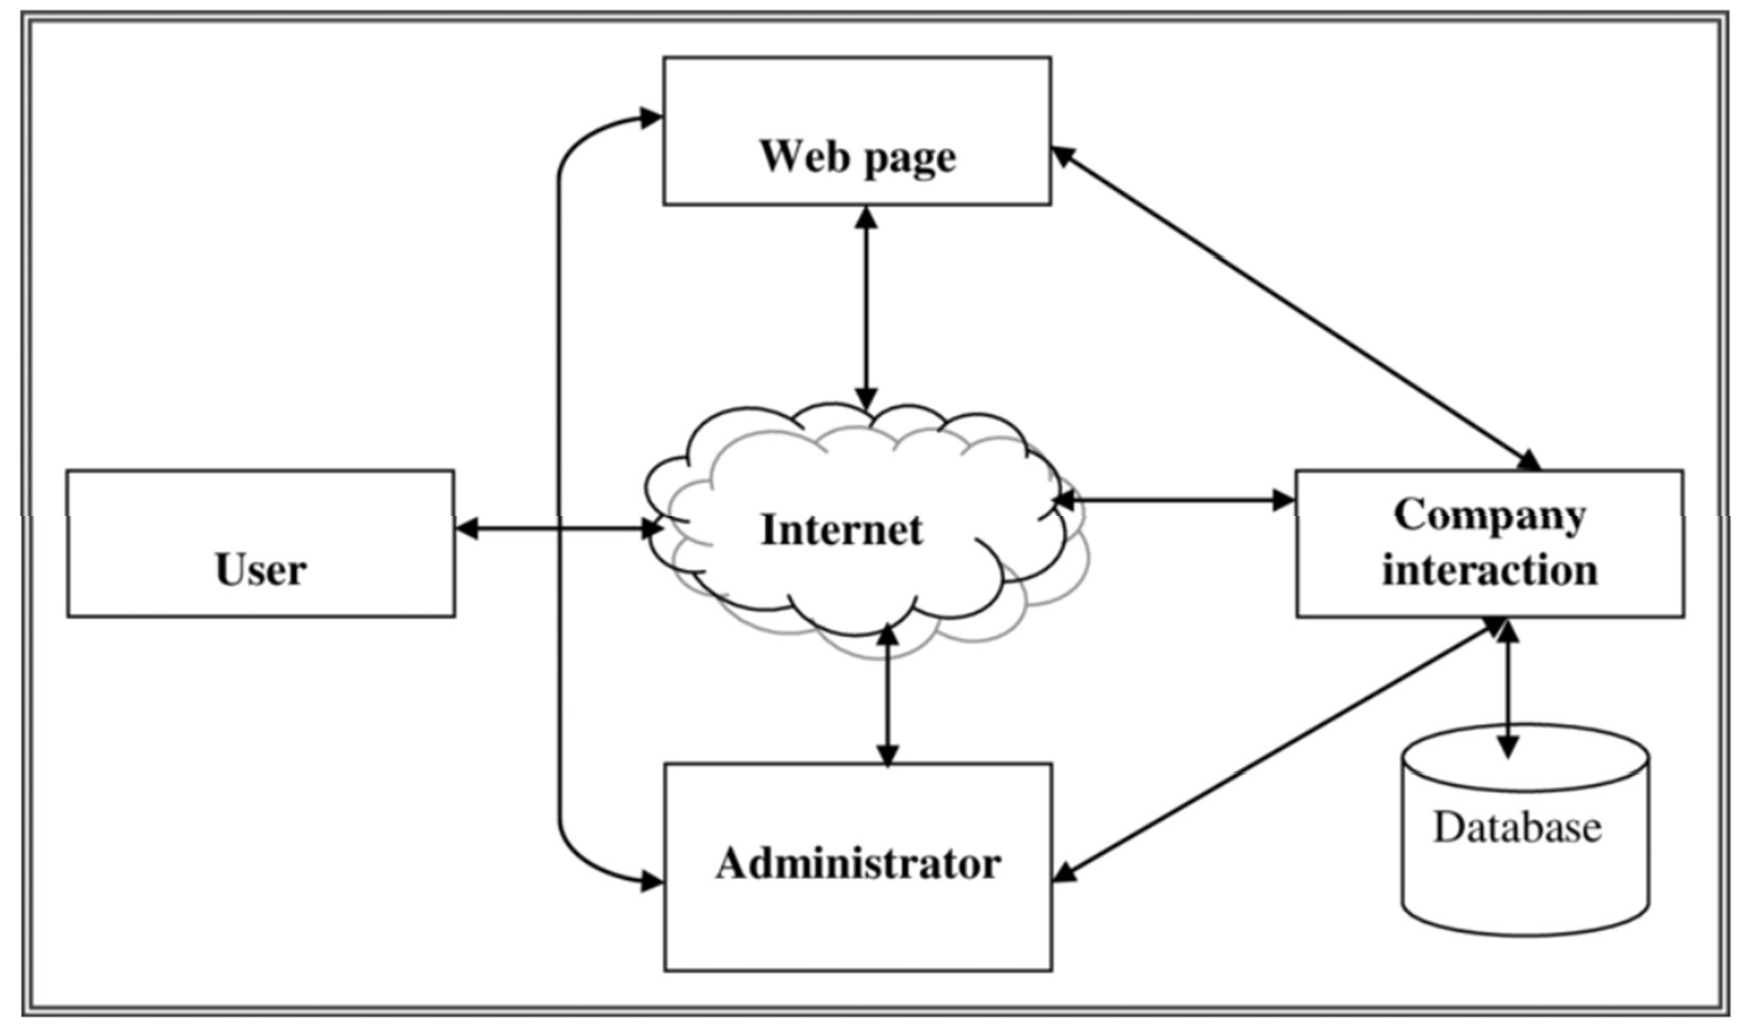 Web page
Internet
User
Company
interaction
Administrator
Database